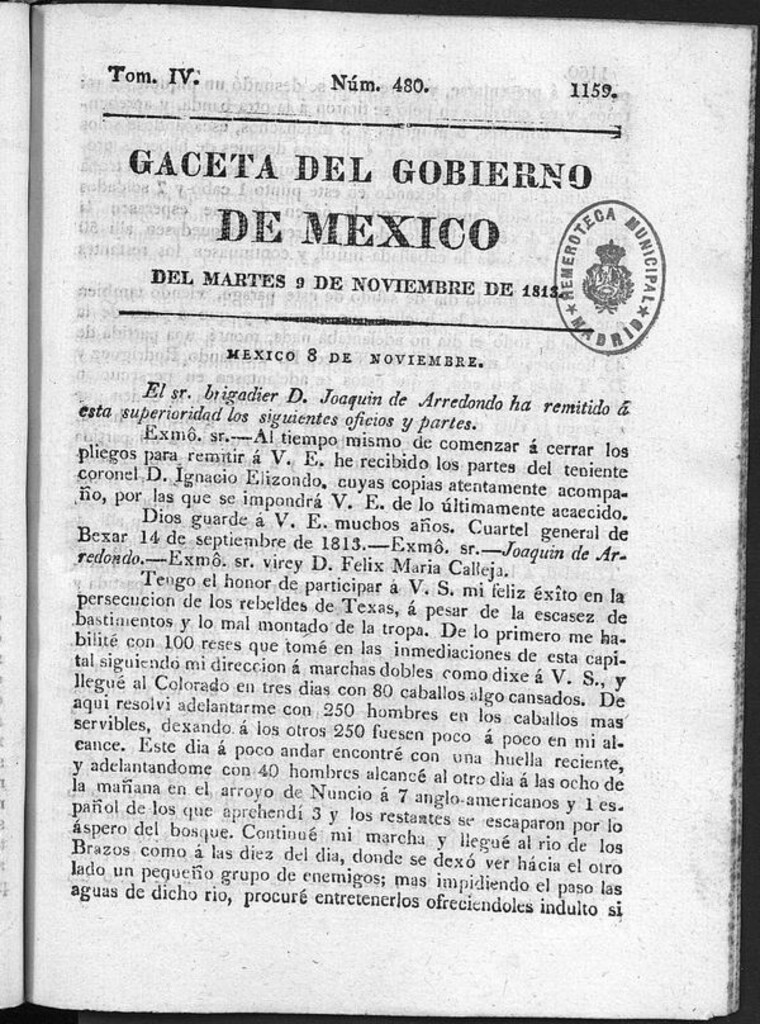 Tom. IV.
Núm. 480.
1159.
GACETA DEL GOBIERNO
DE MEXICO
DEL MARTES 9 DE NOVIEMBRE DE 1813.
HEMEROTECA MUNICIPAL
MADRID
MEXICO 8 DE NOVIEMBRE.
El sr. brigadier D. Joaquin de Arredondo ha remitido á
esta superioridad los siguientes oficios y partes.
Exmô. sr.—Al tiempo mismo de comenzar á cerrar los
pliegos para remitir á V. E. he recibido los partes del teniente
coronel D. Ignacio Elizondo, cuyas copias atentamente acompa-
ño, por las que se impondrá V. E. de lo últimamente acaecido.
Dios guarde á V. E. muchos años. Cuartel general de
Bexar 14 de septiembre de 1813.—Exmô. sr.—Joaquin de Ar-
redondo.—Exmô. sr. virey D. Felix Maria Calleja.
Tengo el honor de participar á V. S. mi feliz éxîto en la
persecucion de los rebeldes de Texas, á pesar de la escasez de
bastimentos y lo mal montado de la tropa. De lo primero me ha-
bilité con 100 reses que tomé en las inmediaciones de esta capi-
tal siguiendo mi direccion á marchas dobles como dixe á V. S., y
llegué al Colorado en tres dias con 80 caballos algo cansados. De
aqui resolvi adelantarme con 250 hombres en los caballos mas
servibles, dexando á los otros 250 fuesen poco á poco en mi al-
cance. Este dia á poco andar encontré con una huella reciente,
y adelantandome con 40 hombres alcancé al otro dia á las ocho de
la mañana en el arroyo de Nuncio á 7 anglo-americanos y 1 es-
pañol de los que aprehendí 3 y los restantes se escaparon por lo
áspero del bosque. Continué mi marcha y llegué al rio de los
Brazos como á las diez del dia, donde se dexó ver hácia el otro
lado un pequeño grupo de enemigos; mas impidiendo el paso las
aguas de dicho rio, procuré entretenerlos ofreciendoles indulto si